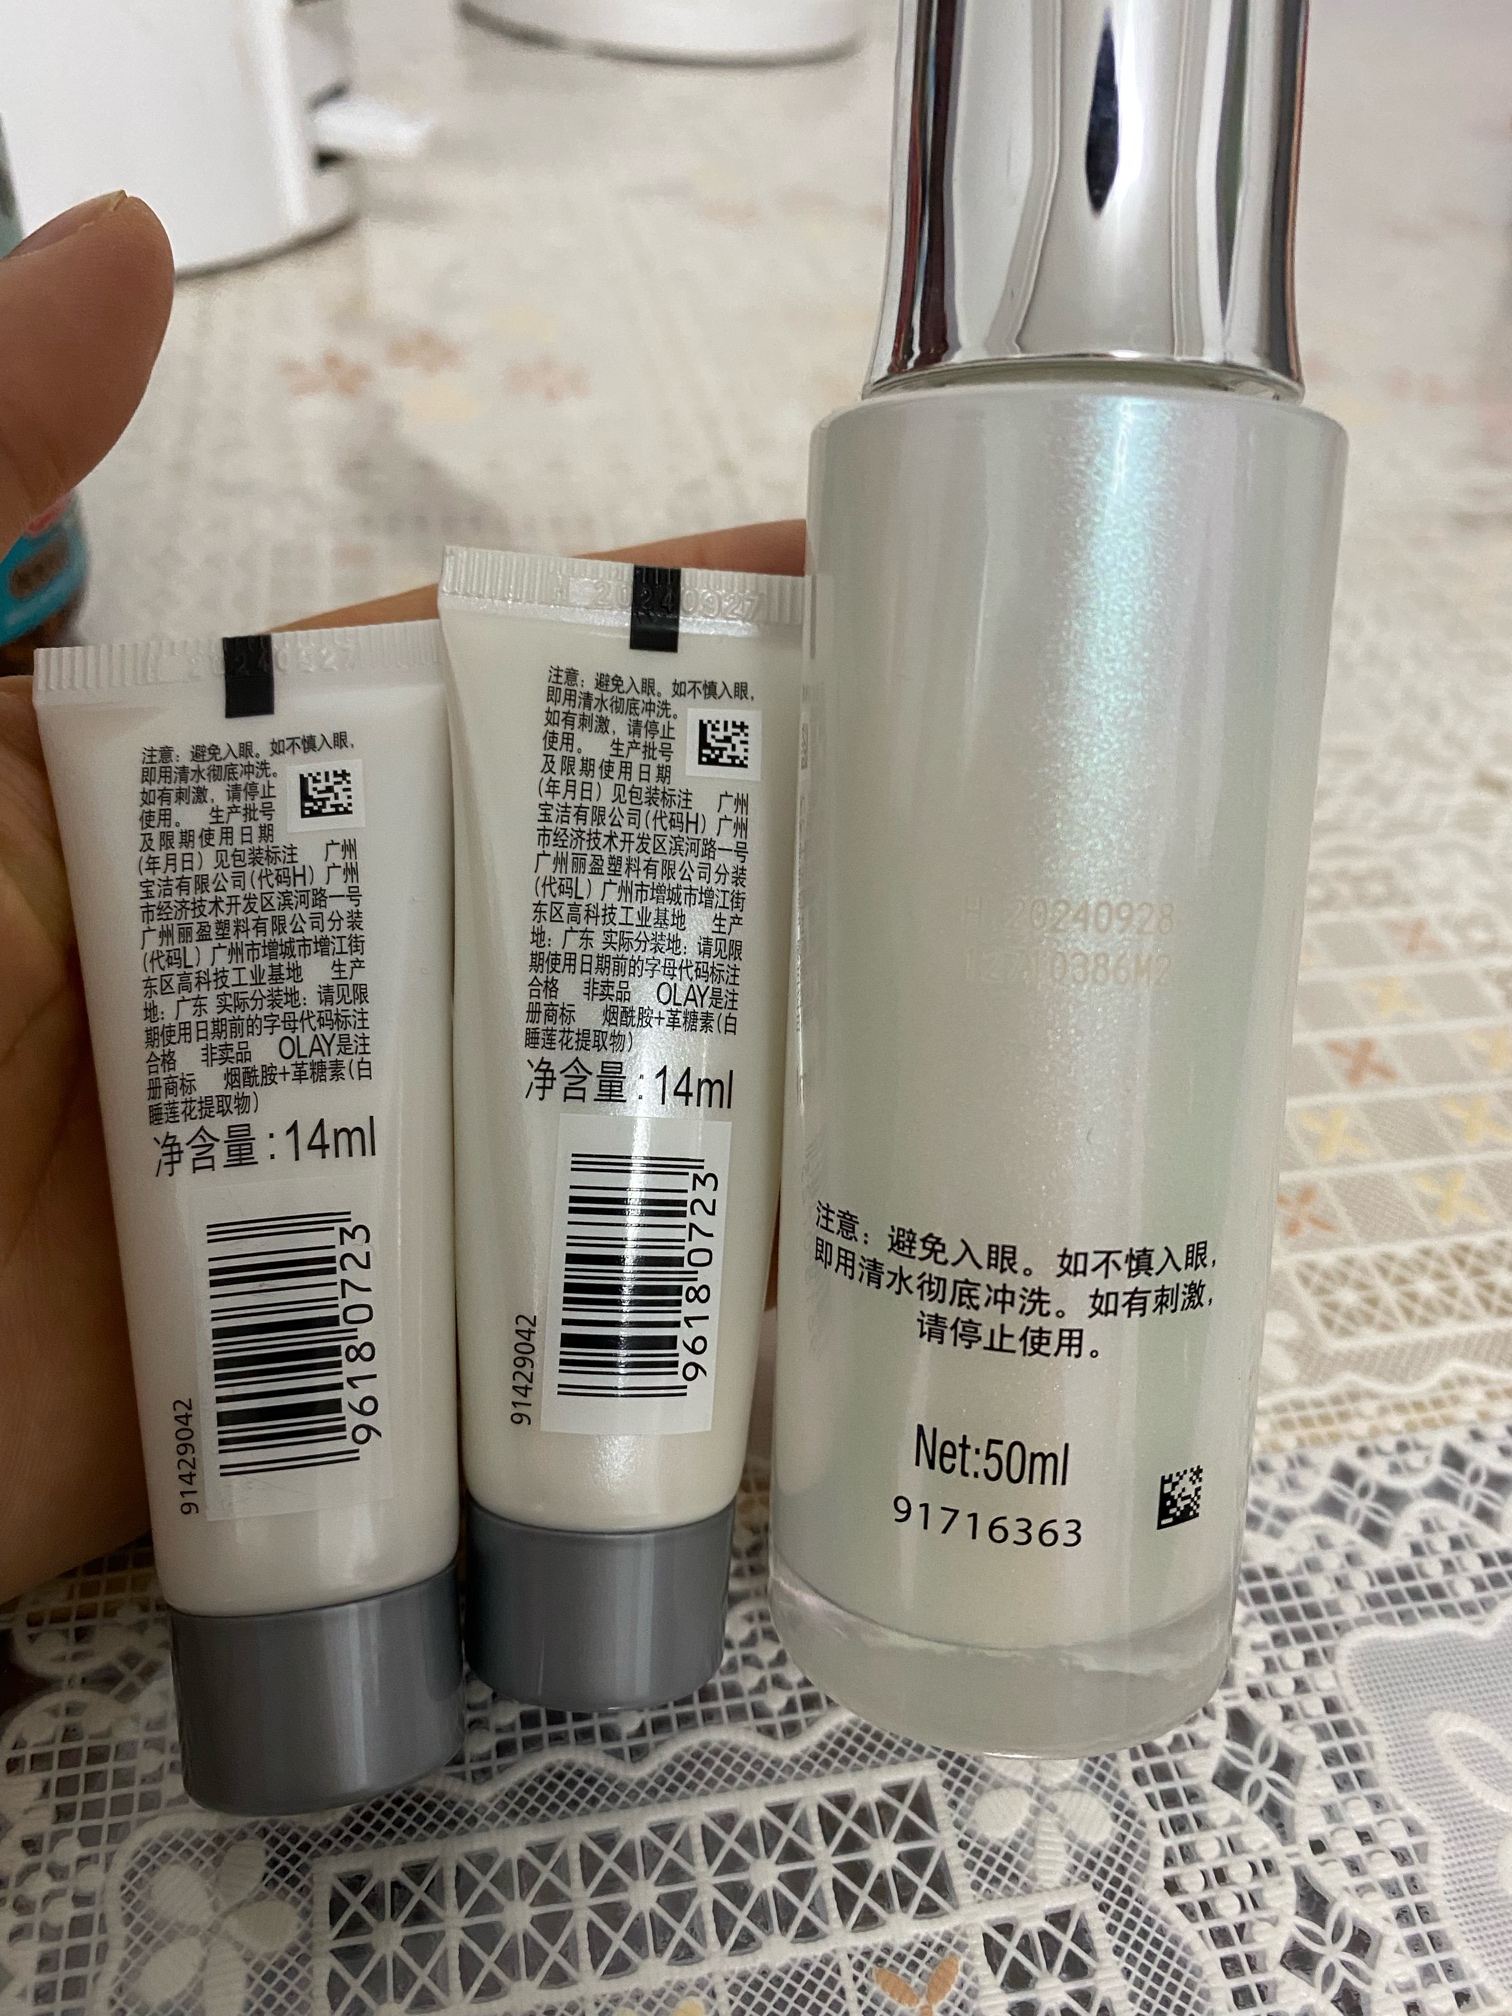 20240927
注意：避免入眼。如不慎入眼，
即用清水彻底冲洗。
如有刺激，请停止
使用。 生产批号
及限期使用日期
(年月日）见包装标注 广州
宝洁有限公司(代码H）广州
市经济技术开发区滨河路一号
广州丽盈塑料有限公司分装
(代码L）广州市增城市增江街
东区高科技工业基地 生产
地：广东 实际分装地：请见限
期使用日期前的字母代码标注
合格 非卖品 OLAY是注
册商标 烟酰胺+革糖素(白
睡莲花提取物)
净含量:14ml
9618 0723
91429042
20240927
注意：避免入眼。如不慎入眼，
即用清水彻底冲洗。
如有刺激，请停止
使用。 生产批号
及限期使用日期
(年月日）见包装标注 广州
宝洁有限公司(代码H）广州
市经济技术开发区滨河路一号
广州丽盈塑料有限公司分装
(代码L）广州市增城市增江街
东区高科技工业基地 生产
地：广东 实际分装地：请见限
期使用日期前的字母代码标注
合格 非卖品 OLAY是注
册商标 烟酰胺+革糖素(白
睡莲花提取物)
净含量:14ml
9618 0723
91429042
20240928
注意：避免入眼。如不慎入眼，
即用清水彻底冲洗。如有刺激，
请停止使用。
Net:50ml
91716363